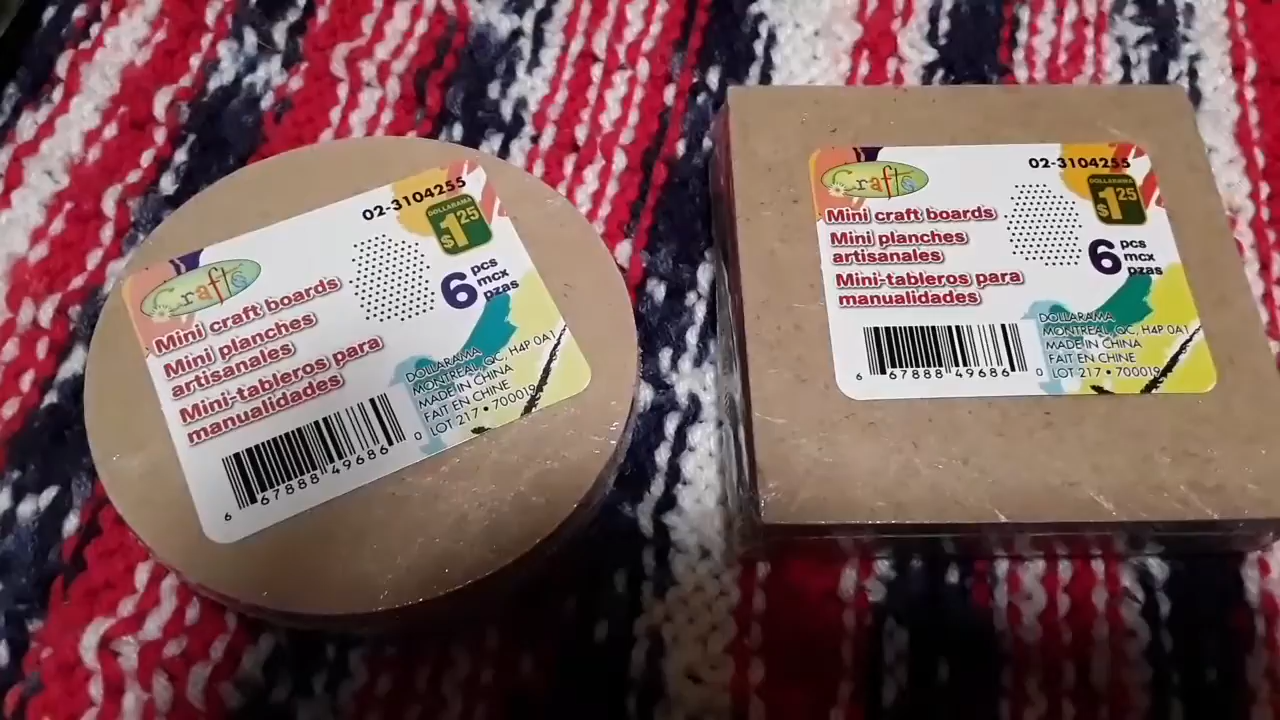 02-3104255
Crafts
DOLLARAMA
$1 25
Mini craft boards
Mini planches
artisanales
Mini-tableros para
manualidades
6 pcs
mcx
pzas
DOLLARAMA
MONTREAL, QC, H4P 0A1
MADE IN CHINA
FAIT EN CHINE
LOT 217 • 700019
6 67888 49686 0
02-3104255
Crafts
DOLLARAMA
$1 25
Mini craft boards
Mini planches
artisanales
Mini-tableros para
manualidades
6 pcs
mcx
pzas
DOLLARAMA
MONTREAL, QC, H4P 0A1
MADE IN CHINA
FAIT EN CHINE
LOT 217 • 700019
6 67888 49686 0